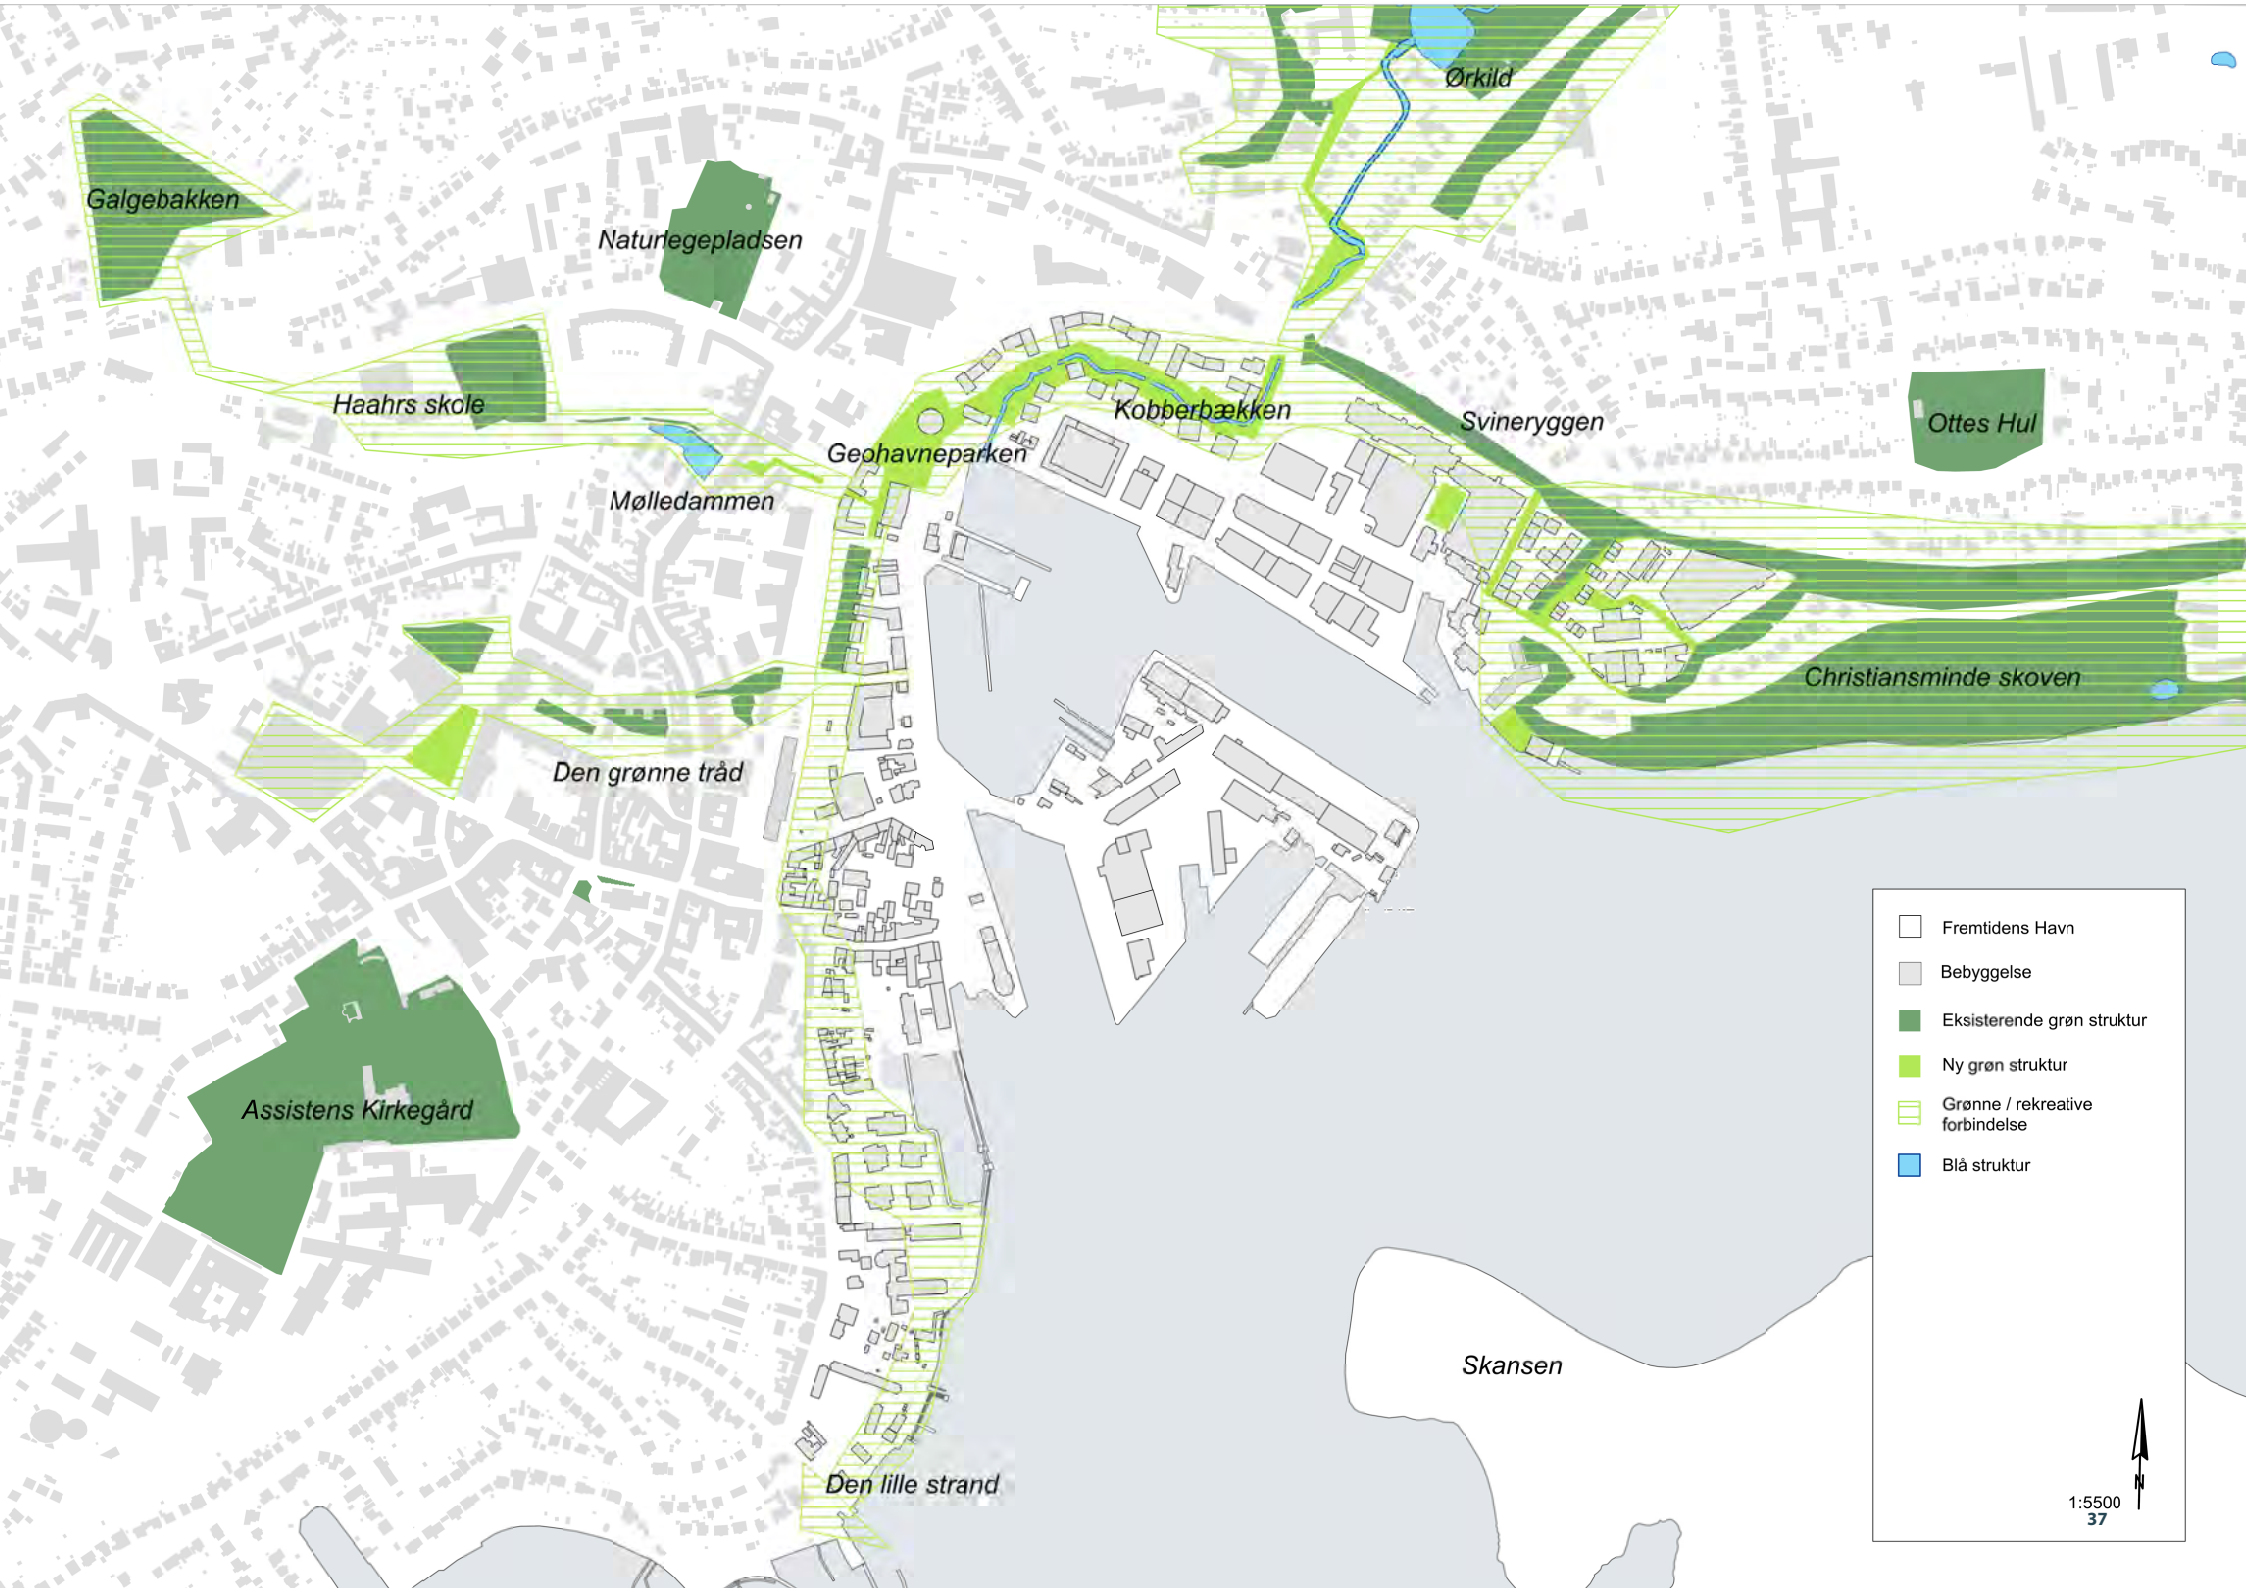 Ørkild
Galgebakken
Naturlegepladsen
Haahrs skole
Kobberbækken
Svineryggen
Ottes Hul
Geohavneparken
Mølledammen
Christiansminde skoven
Den grønne tråd
Assistens Kirkegård
Skansen
Den lille strand
Fremtidens Havn
Bebyggelse
Eksisterende grøn struktur
Ny grøn struktur
Grønne / rekreative
forbindelse
Blå struktur
N
1:5500
37